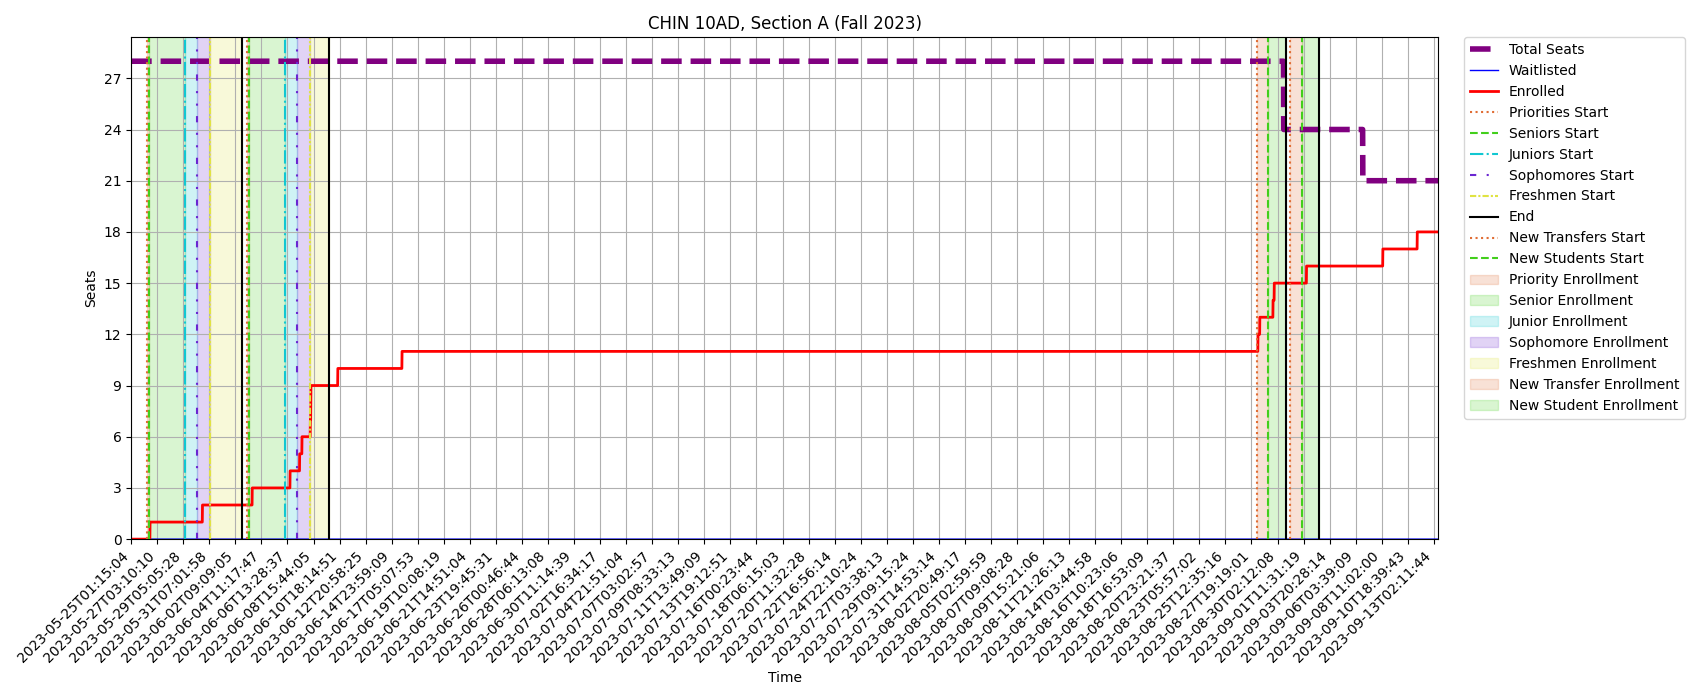 CHIN 10AD, Section A (Fall 2023)
Seats
27
24
21
18
15
12
9
6
3
0
2023-05-25T01:15:04
2023-05-27T03:10:10
2023-05-29T05:05:28
2023-05-31T07:01:58
2023-06-02T09:09:05
2023-06-04T11:17:47
2023-06-06T13:28:37
2023-06-08T15:44:05
2023-06-10T18:14:51
2023-06-12T20:58:25
2023-06-14T23:59:09
2023-06-17T05:07:53
2023-06-19T10:08:19
2023-06-21T14:51:04
2023-06-23T19:45:31
2023-06-26T00:46:44
2023-06-28T06:13:08
2023-06-30T11:14:39
2023-07-02T16:34:17
2023-07-04T21:51:04
2023-07-07T03:02:57
2023-07-09T08:33:13
2023-07-11T13:49:09
2023-07-13T19:12:51
2023-07-16T00:23:44
2023-07-18T06:15:03
2023-07-20T11:32:28
2023-07-22T16:56:14
2023-07-24T22:10:24
2023-07-27T03:38:13
2023-07-29T09:15:24
2023-07-31T14:53:14
2023-08-02T20:49:17
2023-08-05T02:59:59
2023-08-07T09:08:28
2023-08-09T15:21:06
2023-08-11T21:26:13
2023-08-14T03:44:58
2023-08-16T10:23:06
2023-08-18T16:53:09
2023-08-20T23:21:37
2023-08-23T05:57:02
2023-08-25T12:35:16
2023-08-27T19:19:01
2023-08-30T02:12:08
2023-09-01T11:31:19
2023-09-03T20:28:14
2023-09-06T03:39:09
2023-09-08T11:02:00
2023-09-10T18:39:43
2023-09-13T02:11:44
Time
Total Seats
Waitlisted
Enrolled
Priorities Start
Seniors Start
Juniors Start
Sophomores Start
Freshmen Start
End
New Transfers Start
New Students Start
Priority Enrollment
Senior Enrollment
Junior Enrollment
Sophomore Enrollment
Freshmen Enrollment
New Transfer Enrollment
New Student Enrollment